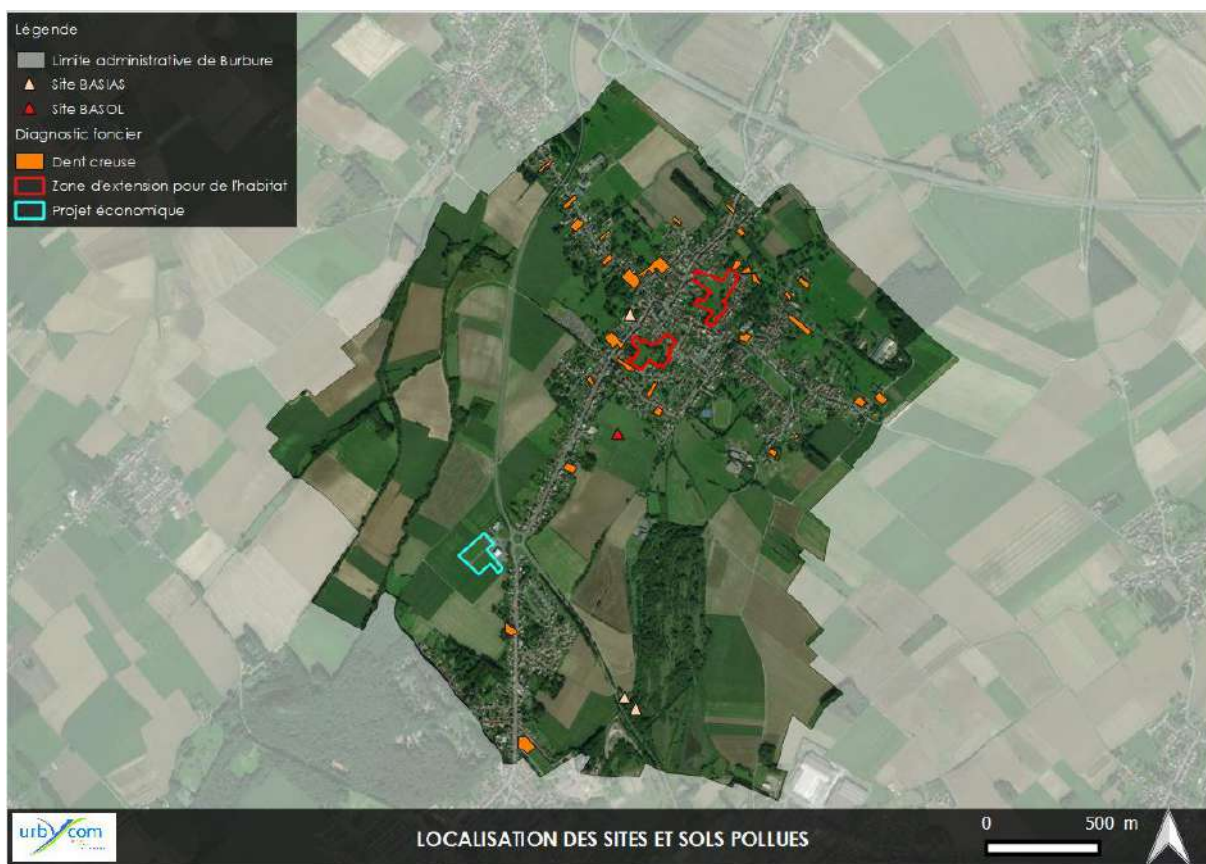 Légende
Limite administrative de Burbure
Site BASIAS
Site BASOL
Diagnostic foncier
Dent creuse
Zone d'extension pour de l'habitat
Projet économique
urbycom
LOCALISATION DES SITES ET SOLS POLLUES
0 500 m